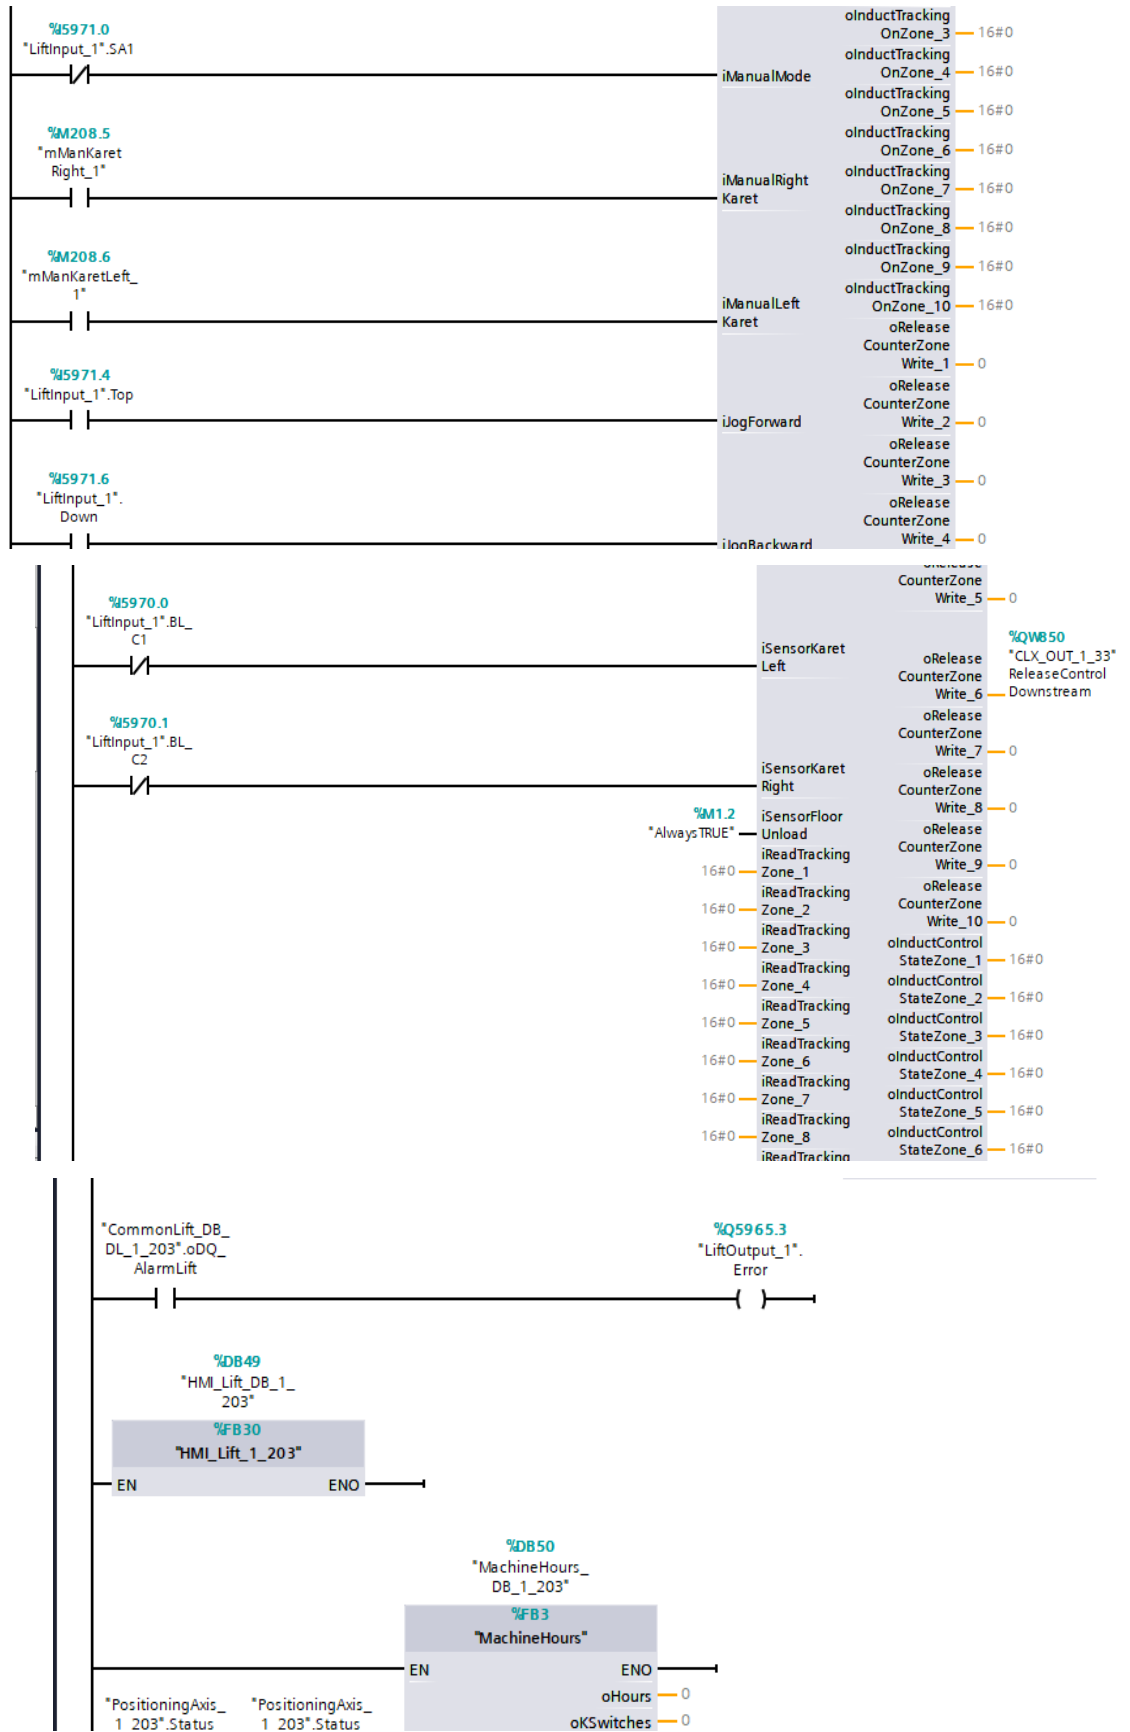 %I5971.0
"LiftInput_1".SA1
iManualMode
%M208.5
"mManKaret
Right_1"
iManualRight
Karet
%M208.6
"mManKaretLeft_
1"
iManualLeft
Karet
%I5971.4
"LiftInput_1".Top
iJogForward
%I5971.6
"LiftInput_1".
Down
iJogBackward
oInductTracking
OnZone_3 16#0
oInductTracking
OnZone_4 16#0
oInductTracking
OnZone_5 16#0
oInductTracking
OnZone_6 16#0
oInductTracking
OnZone_7 16#0
oInductTracking
OnZone_8 16#0
oInductTracking
OnZone_9 16#0
oInductTracking
OnZone_10 16#0
oRelease
CounterZone
Write_1 0
oRelease
CounterZone
Write_2 0
oRelease
CounterZone
Write_3 0
oRelease
CounterZone
Write_4 0
%I5970.0
"LiftInput_1".BL_
C1
iSensorKaret
Left
%I5970.1
"LiftInput_1".BL_
C2
iSensorKaret
Right
%M1.2
"AlwaysTRUE"
iSensorFloor
Unload
iReadTracking
16#0 Zone_1
iReadTracking
16#0 Zone_2
iReadTracking
16#0 Zone_3
iReadTracking
16#0 Zone_4
iReadTracking
16#0 Zone_5
iReadTracking
16#0 Zone_6
iReadTracking
16#0 Zone_7
iReadTracking
16#0 Zone_8
iReadTracking
oRelease
CounterZone
Write_5 0
oRelease
CounterZone
Write_6
%QW850
"CLX_OUT_1_33"
ReleaseControl
Downstream
oRelease
CounterZone
Write_7 0
oRelease
CounterZone
Write_8 0
oRelease
CounterZone
Write_9 0
oRelease
CounterZone
Write_10 0
oInductControl
StateZone_1 16#0
oInductControl
StateZone_2 16#0
oInductControl
StateZone_3 16#0
oInductControl
StateZone_4 16#0
oInductControl
StateZone_5 16#0
oInductControl
StateZone_6 16#0
"CommonLift_DB_
DL_1_203".oDQ_
AlarmLift
%Q5965.3
"LiftOutput_1".
Error
%DB49
"HMI_Lift_DB_1_
203"
%FB30
"HMI_Lift_1_203"
EN ENO
%DB50
"MachineHours_
DB_1_203"
%FB3
"MachineHours"
EN ENO
oHours 0
oKSwitches 0
"PositioningAxis_
1_203".Status
"PositioningAxis_
1_203".Status